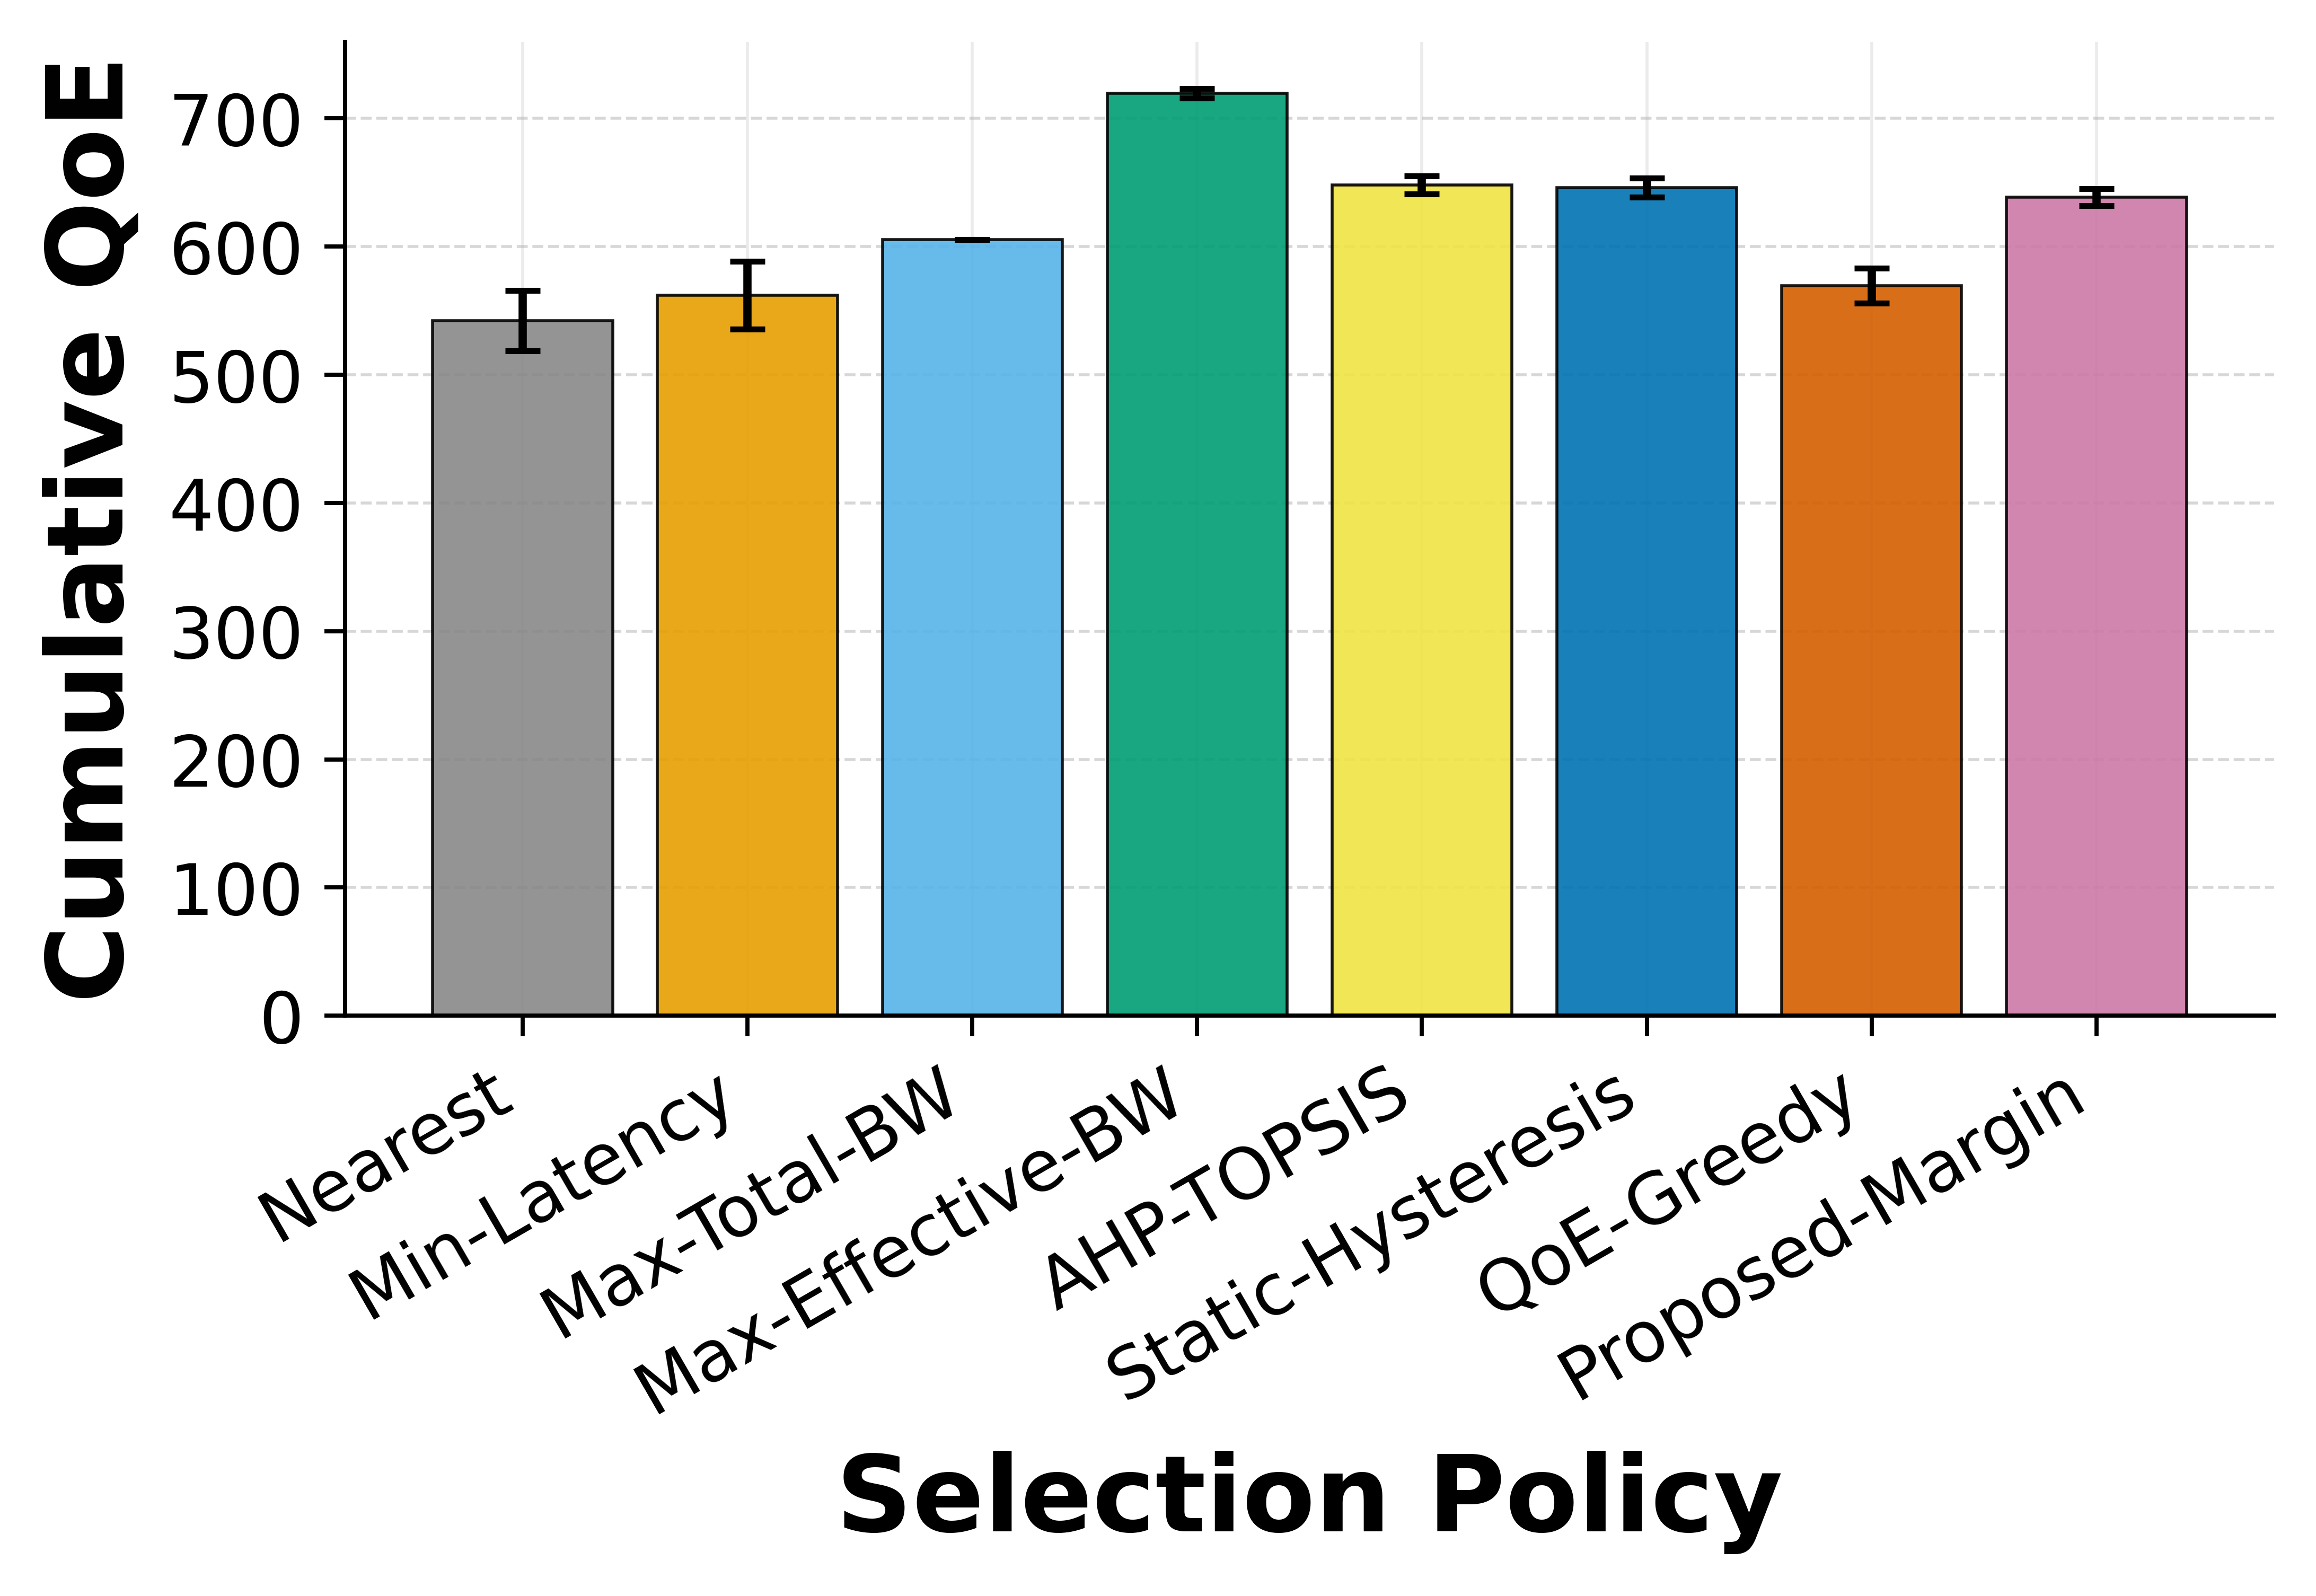 Cumulative QoE
700
600
500
400
300
200
100
0
Nearest
Min-Latency
Max-Total-BW
Max-Effective-BW
AHP-TOPSIS
Static-Hysteresis
QoE-Greedy
Proposed-Margin
Selection Policy